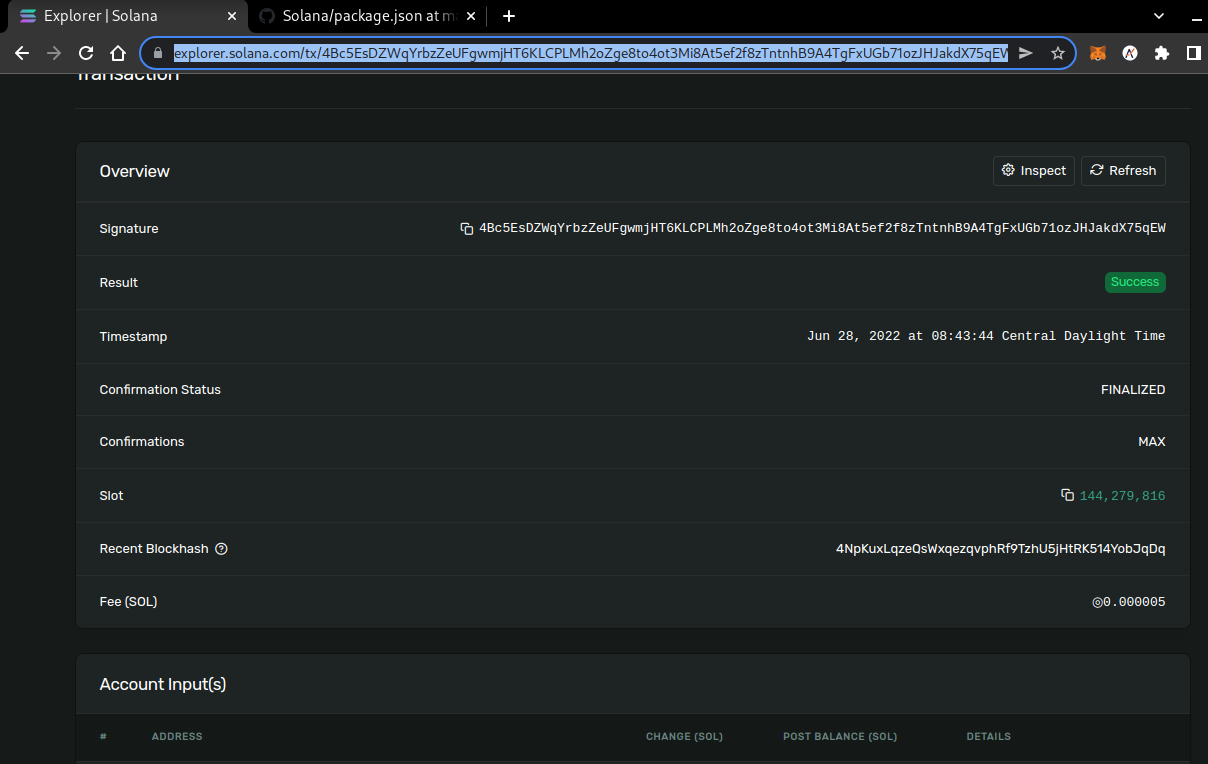 Explorer | Solana
Solana/package.json at m
explorer.solana.com/tx/4Bc5EsDZWqYrbzZeUFgwmjHT6KLCPLMh2oZge8to4ot3Mi8At5ef2f8zTntnhB9A4TgFxUGb71ozJHJakdX75qEW
Transaction
Overview
Inspect
Refresh
Signature
4Bc5EsDZWqYrbzZeUFgwmjHT6KLCPLMh2oZge8to4ot3Mi8At5ef2f8zTntnhB9A4TgFxUGb71ozJHJakdX75qEW
Result
Success
Timestamp
Jun 28, 2022 at 08:43:44 Central Daylight Time
Confirmation Status
FINALIZED
Confirmations
MAX
Slot
144,279,816
Recent Blockhash
4NpKuxLqzeQsWxqezqvphRf9TzhU5jHtRK514YobJqDq
Fee (SOL)
◎0.000005
Account Input(s)
# ADDRESS CHANGE (SOL) POST BALANCE (SOL) DETAILS